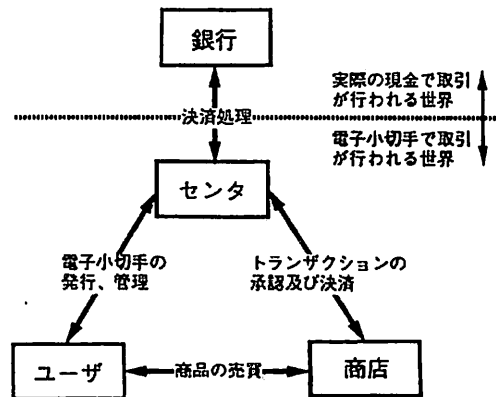 銀行
実際の現金で取引
が行われる世界
決済処理
電子小切手で取引
が行われる世界
センタ
電子小切手の
発行、管理
トランザクションの
承認及び決済
ユーザ
商品の売買
商店